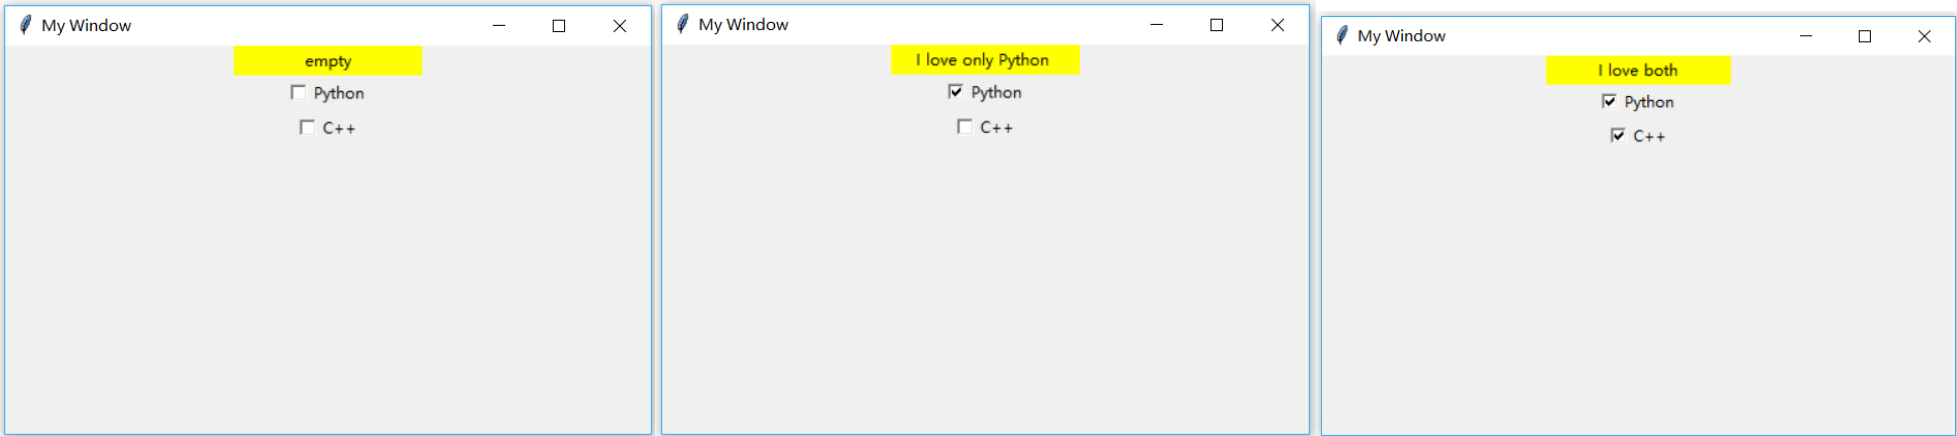 My Window
empty
Python
C++
My Window
I love only Python
Python
C++
My Window
I love both
Python
C++